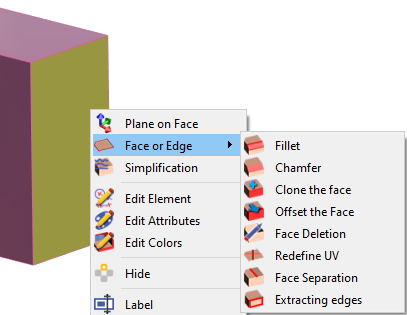 Plane on Face
Face or Edge
Simplification
Edit Element
Edit Attributes
Edit Colors
Hide
Label
Fillet
Chamfer
Clone the face
Offset the Face
Face Deletion
Redefine UV
Face Separation
Extracting edges